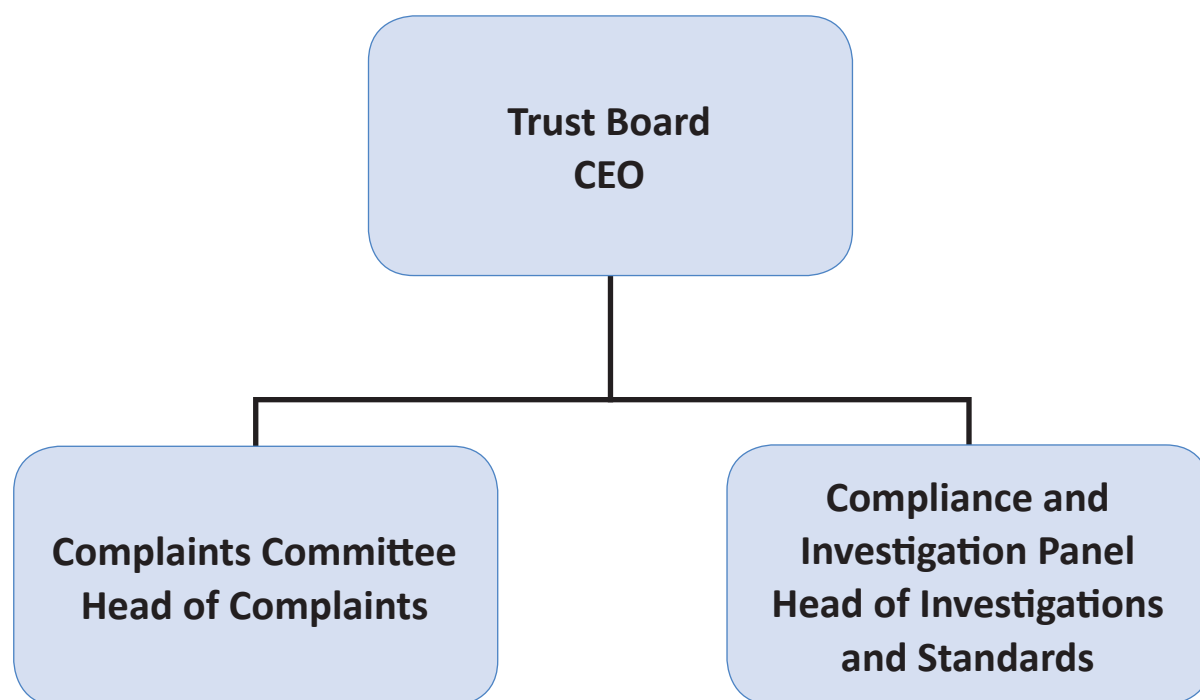 Trust Board
CEO
Complaints Committee
Head of Complaints
Compliance and
Investigation Panel
Head of Investigations
and Standards